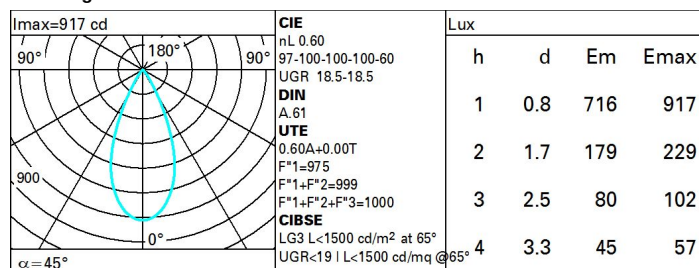 Imax=917 cd
90°
180°
90°
900
0°
α=45°
CIE
nL 0.60
97-100-100-100-60
UGR 18.5-18.5
DIN
A.61
UTE
0.60A+0.00T
F"1=975
F"1+F"2=999
F"1+F"2+F"3=1000
CIBSE
LG3 L<1500 cd/m² at 65°
UGR<19 | L<1500 cd/mq @65°
Lux
h d Em Emax
1 0.8 716 917
2 1.7 179 229
3 2.5 80 102
4 3.3 45 57